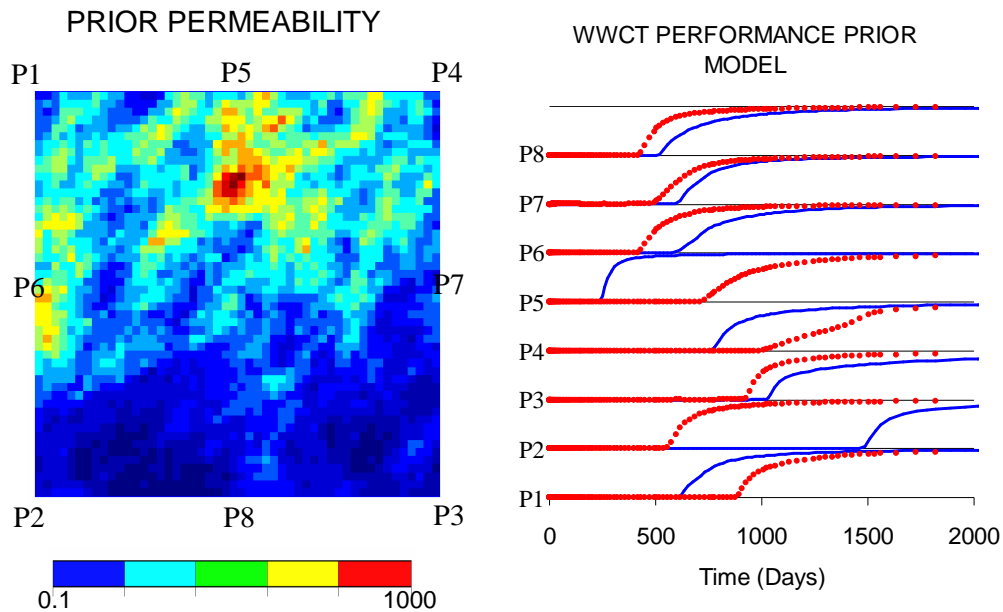 PRIOR PERMEABILITY
P1
P5
P4
P6
P7
P2
P8
P3
0.1
1000
WWCT PERFORMANCE PRIOR
MODEL
P8
P7
P6
P5
P4
P3
P2
P1
0
500
1000
1500
2000
Time (Days)